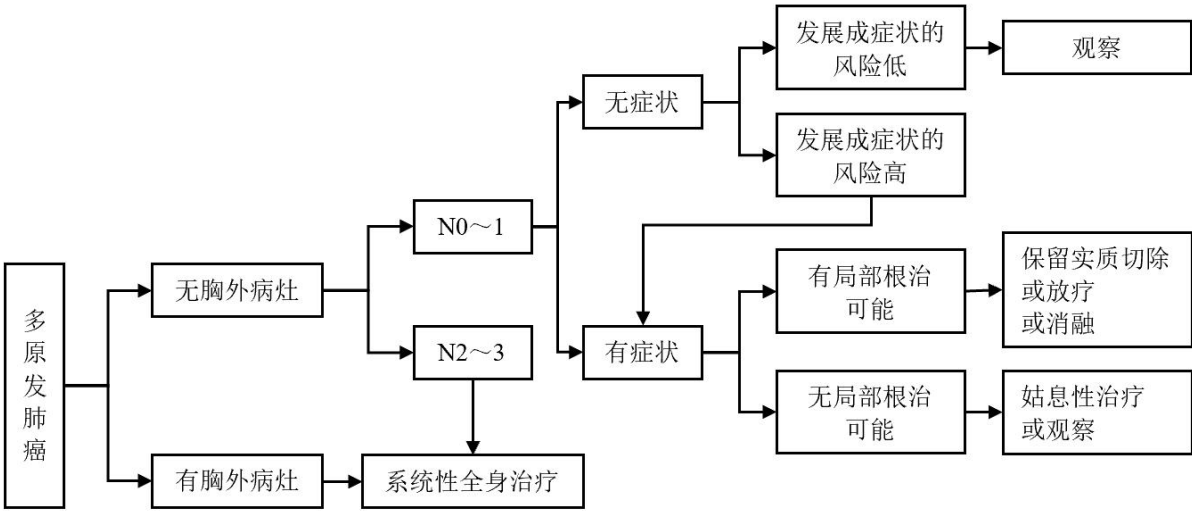 多原发肺癌
无胸外病灶
有胸外病灶
N0～1
N2～3
系统性全身治疗
无症状
有症状
发展成症状的
风险低
发展成症状的
风险高
有局部根治
可能
无局部根治
可能
观察
保留实质切除
或放疗
或消融
姑息性治疗
或观察